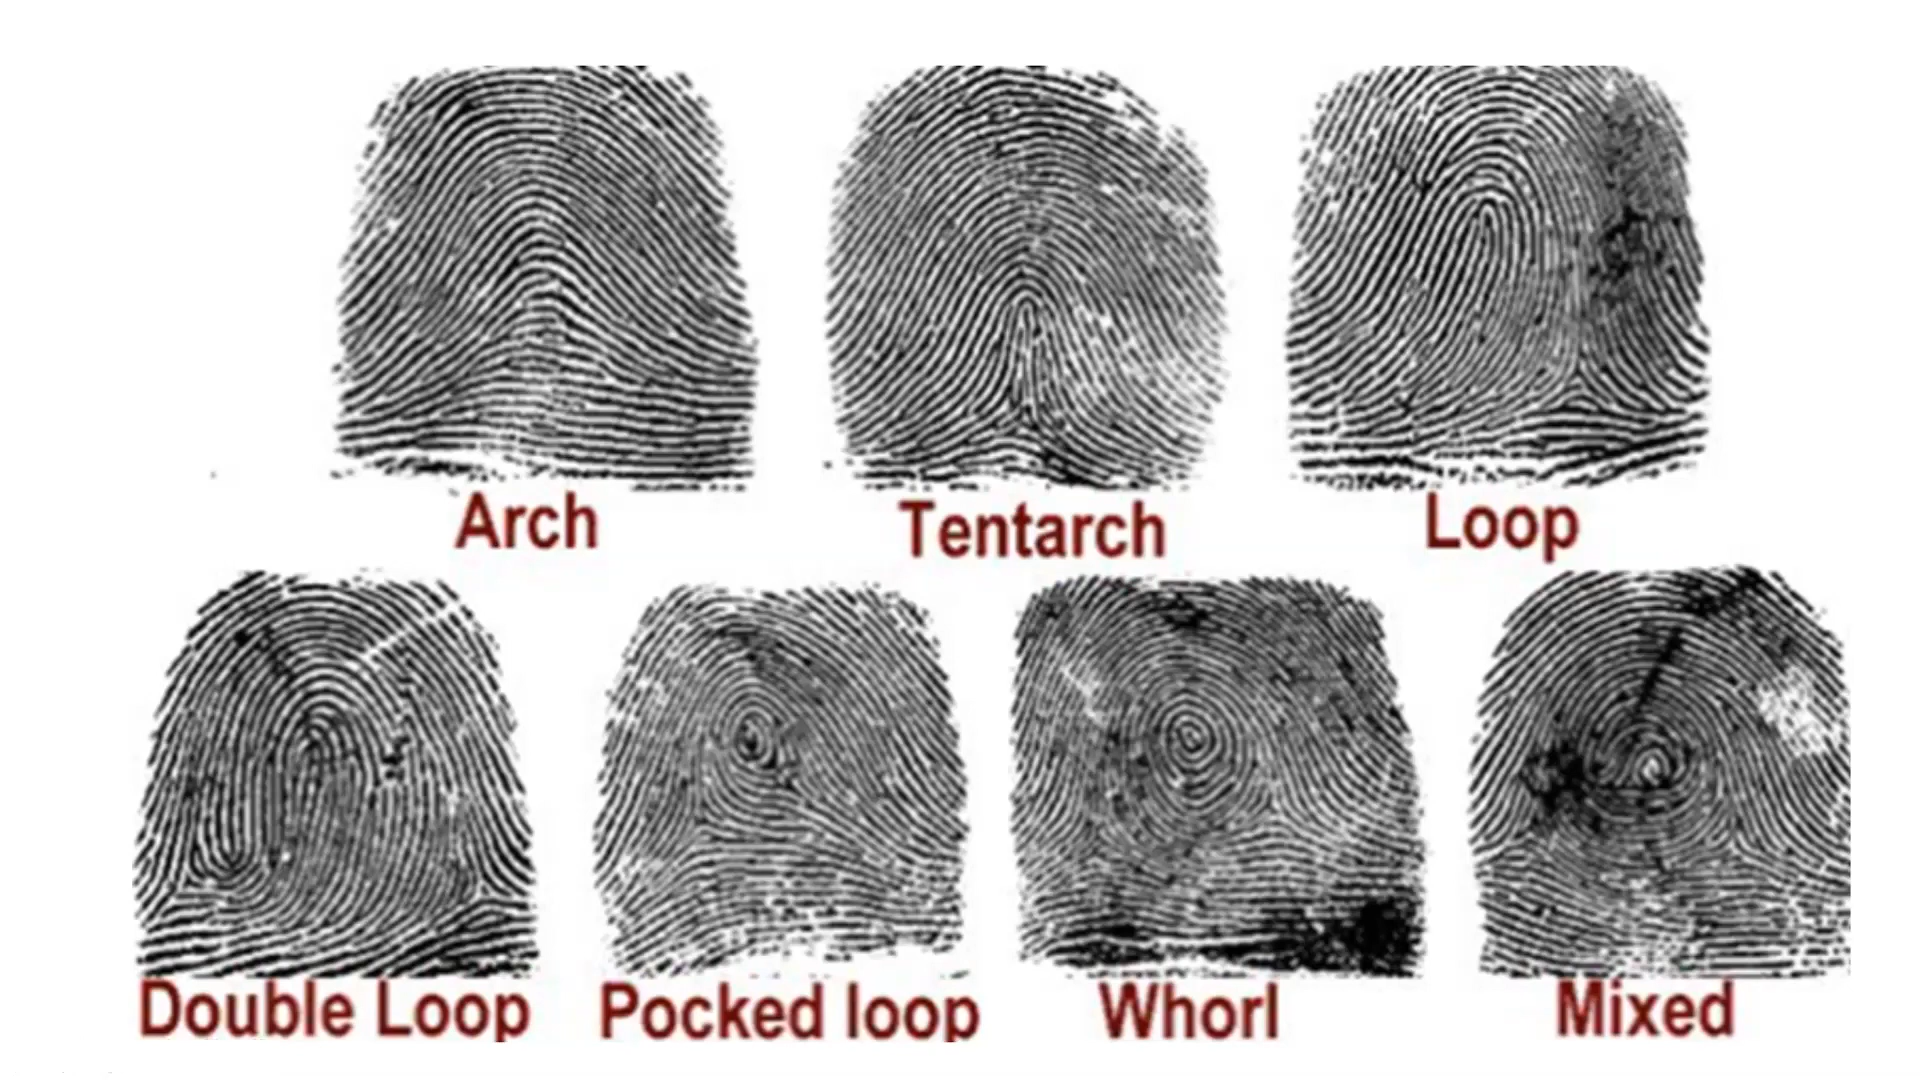 Arch
Tentarch
Loop
Double Loop
Pocked loop
Whorl
Mixed